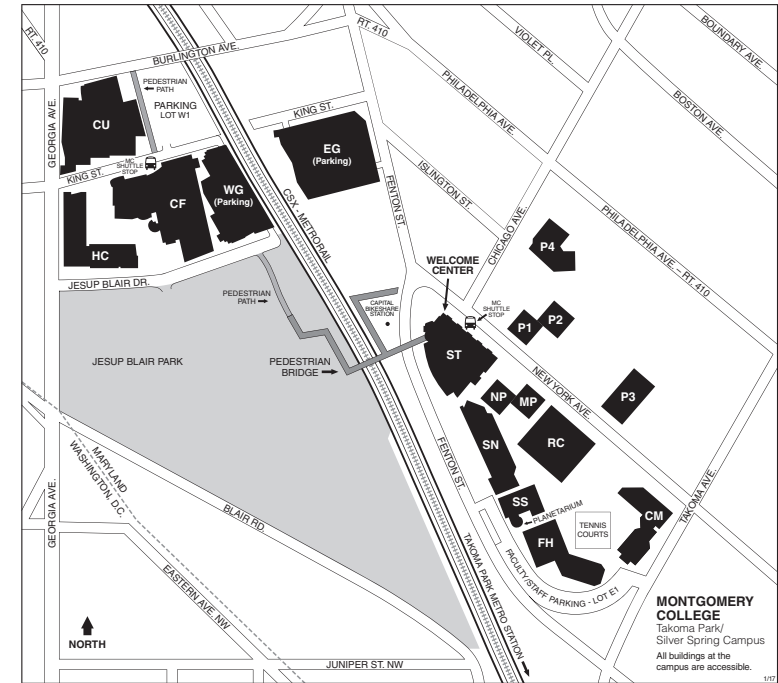 RT. 410
BURLINGTON AVE.
RT. 410
VIOLET PL.
BOUNDARY AVE.
PEDESTRIAN
PATH
PARKING
LOT W1
PHILADELPHIA AVE.
BOSTON AVE.
GEORGIA AVE.
CU
KING ST.
EG
(Parking)
KING ST.
MC
SHUTTLE
STOP
CF
WG
(Parking)
CSX - METRORAIL
FENTON ST.
ISLINGTON ST.
CHICAGO AVE.
PHILADELPHIA AVE. – RT 410
HC
P4
WELCOME
CENTER
JESUP BLAIR DR.
PEDESTRIAN
PATH
CAPITAL
BIKESHARE
STATION
MC
SHUTTLE
STOP
P1
P2
JESUP BLAIR PARK
PEDESTRIAN
BRIDGE
ST
NEW YORK AVE.
NP
MP
P3
SN
RC
FENTON ST.
MARYLAND
WASHINGTON, D.C.
GEORGIA AVE.
BLAIR RD.
SS
PLANETARIUM
TENNIS
COURTS
CM
TAKOMA AVE.
FH
FACULTY/STAFF PARKING - LOT E1
TAKOMA PARK METRO STATION
EASTERN AVE. NW
NORTH
JUNIPER ST. NW
MONTGOMERY
COLLEGE
Takoma Park/
Silver Spring Campus
All buildings at the
campus are accessible.
1/17